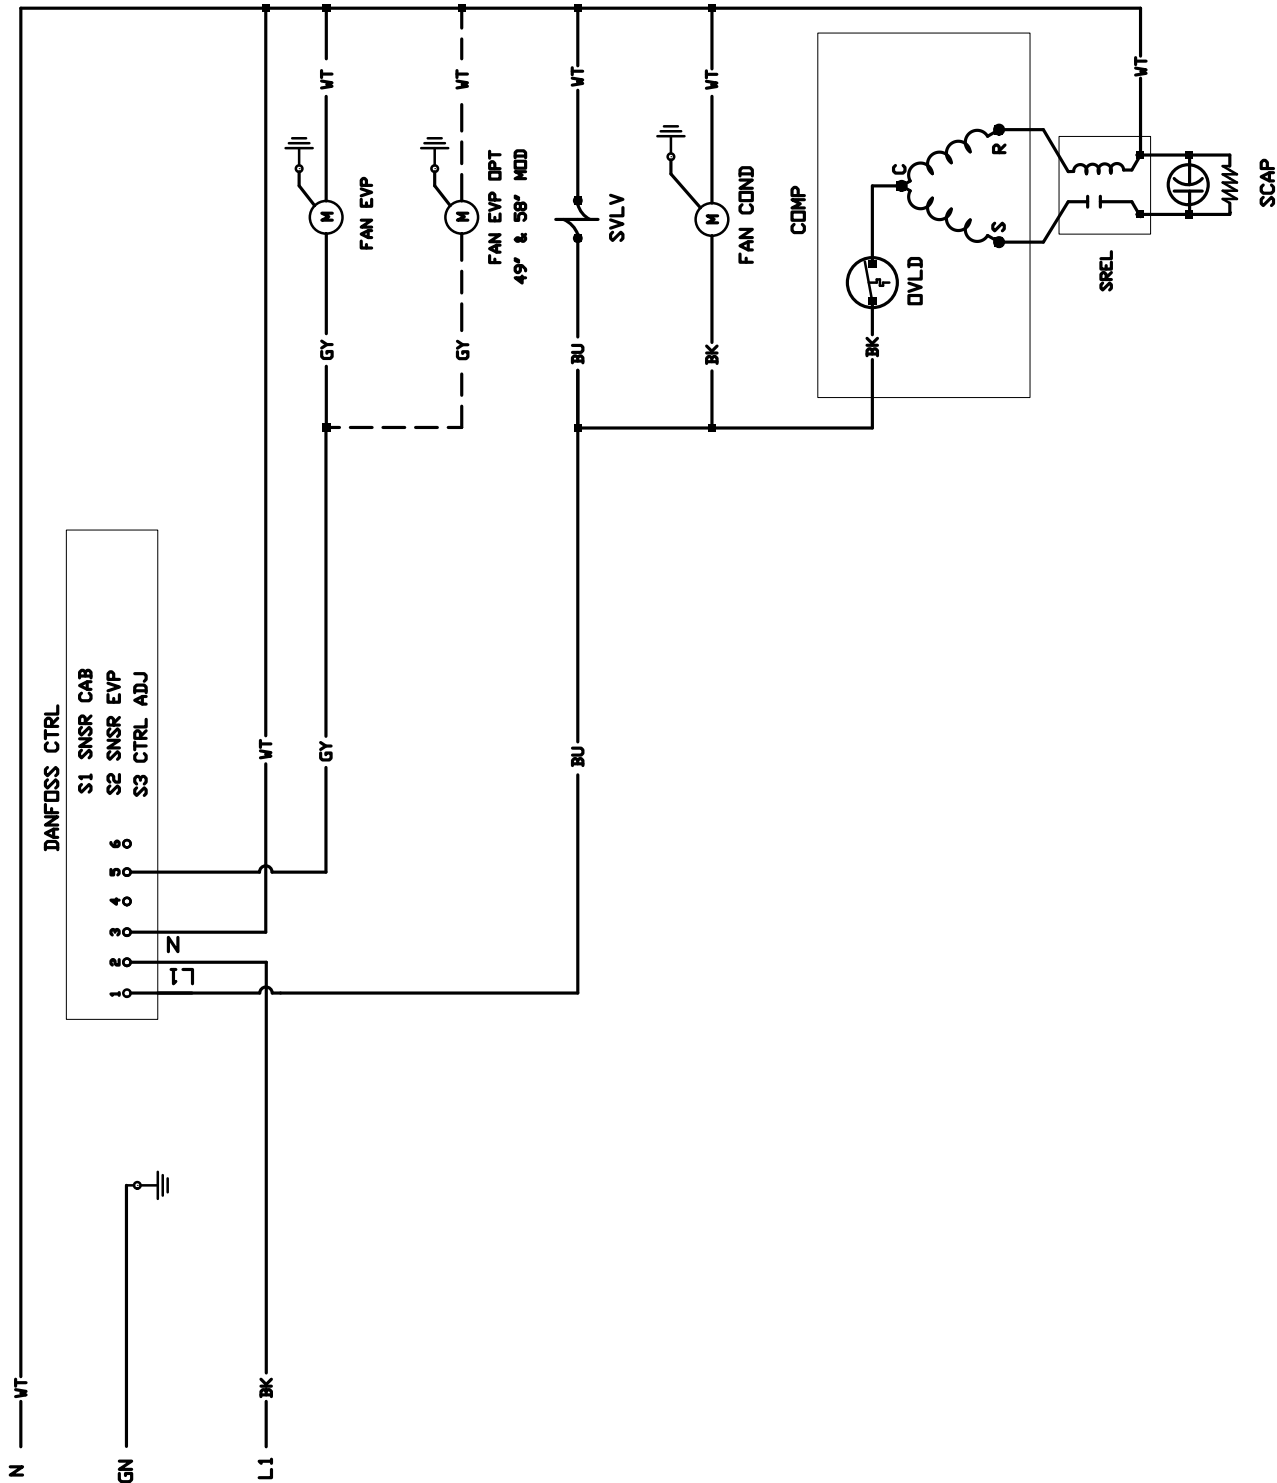 WT
WT
WT
WT
WT
FAN EVP
FAN EVP OPT
49" & 58" MOD
SVLV
FAN COND
COMP
M
M
M
C
R
S
OVLD
SREL
SCAP
GY
GY
BU
BK
BK
DANFOSS CTRL
S1 SNSR CAB
S2 SNSR EVP
S3 CTRL ADJ
WT
GY
BU
6
5
4
3
2
1
N
L1
N
WT
GN
L1
BK